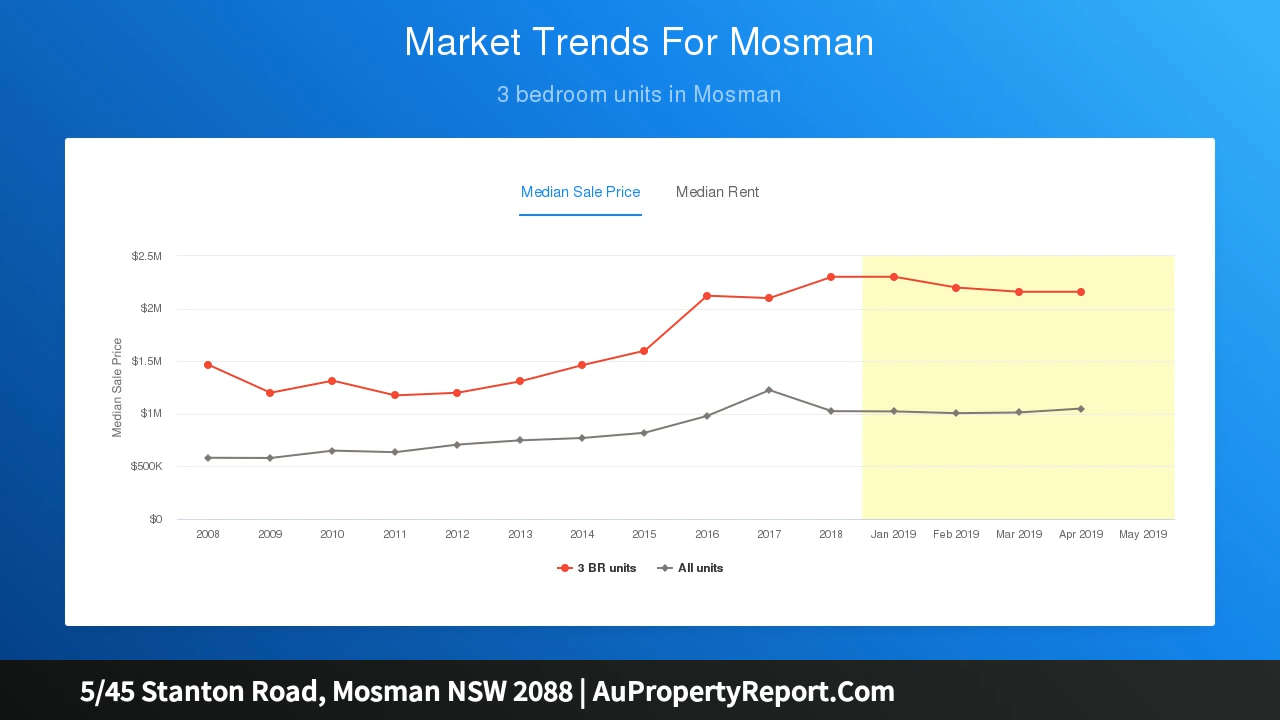 Market Trends For Mosman
3 bedroom units in Mosman
Median Sale Price Median Rent
Median Sale Price
$2.5M
$2M
$1.5M
$1M
$500K
$0
2008 2009 2010 2011 2012 2013 2014 2015 2016 2017 2018 Jan 2019 Feb 2019 Mar 2019 Apr 2019 May 2019
3 BR units All units
5/45 Stanton Road, Mosman NSW 2088 | AuPropertyReport.Com